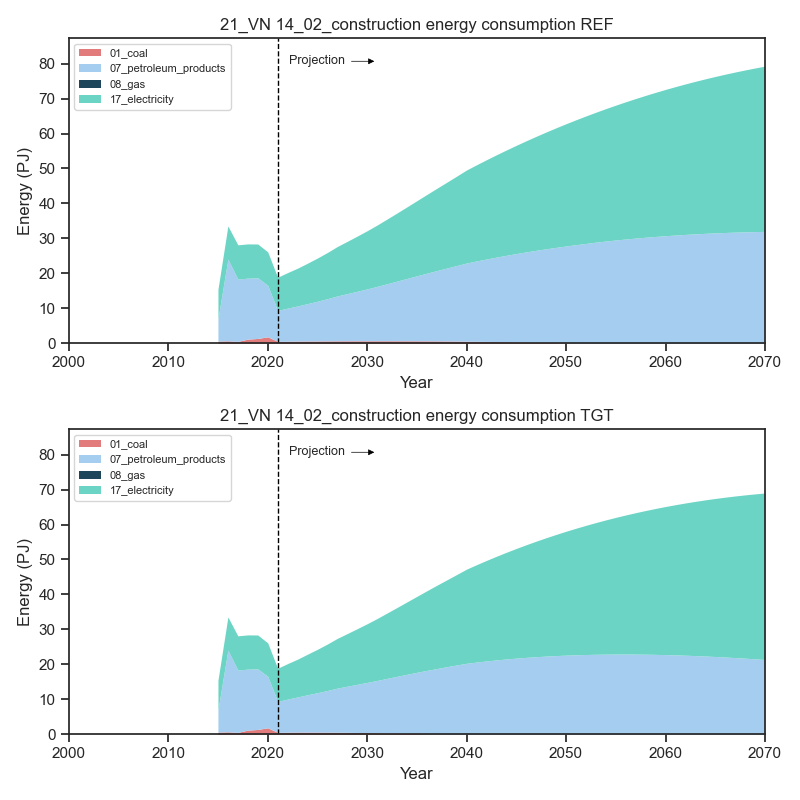 21_VN 14_02_construction energy consumption REF
01_coal
07_petroleum_products
08_gas
17_electricity
Projection
80
70
60
50
40
30
20
10
0
Energy (PJ)
2000 2010 2020 2030 2040 2050 2060 2070
Year
21_VN 14_02_construction energy consumption TGT
01_coal
07_petroleum_products
08_gas
17_electricity
Projection
80
70
60
50
40
30
20
10
0
Energy (PJ)
2000 2010 2020 2030 2040 2050 2060 2070
Year